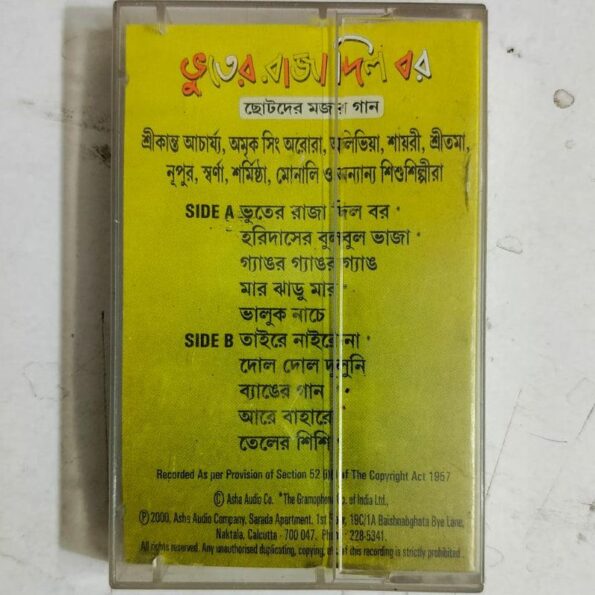 ভুতের রাজা দিল বর
ছোটদের মজার গান
শ্রীকান্ত আচার্য্য, অমৃক সিং অরোরা, অলিভিয়া, শায়রী, শ্রীতমা,
নূপুর, স্বর্ণা, শর্মিষ্ঠা, মোনালি ও অন্যান্য শিশুশিল্পীরা
SIDE A ভুতের রাজা দিল বর *
হরিদাসের বুলবুল ভাজা *
গ্যাঙর গ্যাঙর গ্যাঙ
মার ঝাড়ু মার *
ভালুক নাচে
SIDE B তাইরে নাইরে না *
দোল দোল দুলুনি
ব্যাঙের গান **
আরে বাহারে
তেলের শিশি *
Recorded As per Provision of Section 52 of The Copyright Act 1957
© Asha Audio Co. *The Gramophone Co. of India Ltd.,
℗ 2000, Asha Audio Company, Sarada Apartment, 1st Floor, 19C/1A Baishnabghata Bye Lane,
Naktala, Calcutta - 700 047. Phone : 228-5341.
All rights reserved. Any unauthorised duplicating, copying, of this recording is strictly prohibited.